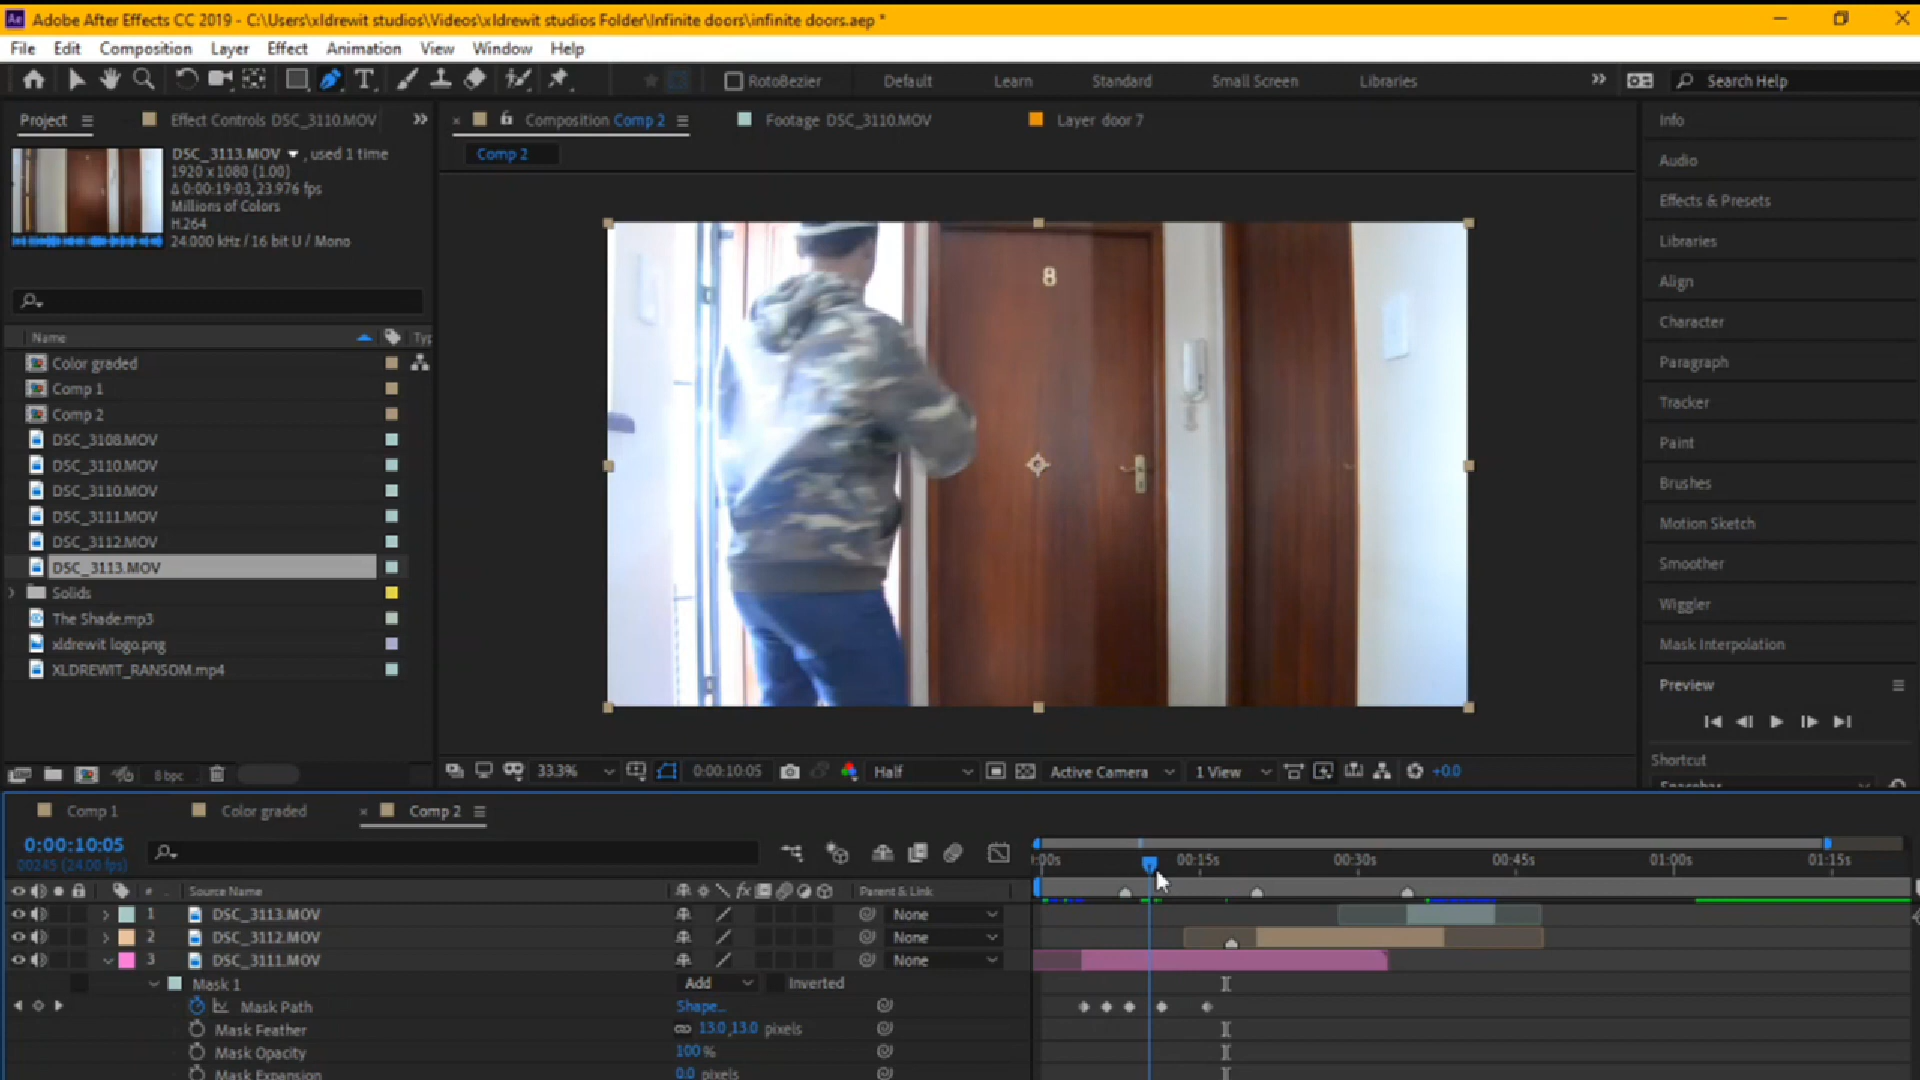 Adobe After Effects CC 2019 - C:\Users\xldrewit studios\Videos\xldrewit studios Folder\Infinite doors\infinite doors.aep *
File Edit Composition Layer Effect Animation View Window Help
RotoBezier Default Learn Standard Small Screen Libraries Search Help
Project Effect Controls DSC_3110.MOV Composition Comp 2 Footage DSC_3110.MOV Layer door 7
Comp 2
DSC_3113.MOV , used 1 time
1920 x 1080 (1.00)
Δ 0:00:19:03, 23.976 fps
Millions of Colors
H.264
24.000 kHz / 16 bit U / Mono
Name Typ
Color graded
Comp 1
Comp 2
DSC_3108.MOV
DSC_3110.MOV
DSC_3110.MOV
DSC_3111.MOV
DSC_3112.MOV
DSC_3113.MOV
Solids
The Shade.mp3
xldrewit logo.png
XLDREWIT_RANSOM.mp4
8 bpc
8
Info
Audio
Effects & Presets
Libraries
Align
Character
Paragraph
Tracker
Paint
Brushes
Motion Sketch
Smoother
Wiggler
Mask Interpolation
Preview
Shortcut
Spacebar
33.3% 0:00:10:05 Half Active Camera 1 View +0.0
Comp 1 Color graded Comp 2
0:00:10:05
00245 (24.00 fps)
:00s 00:15s 00:30s 00:45s 01:00s 01:15s
# Source Name fx Parent & Link
1 DSC_3113.MOV None
2 DSC_3112.MOV None
3 DSC_3111.MOV None
Mask 1 Add Inverted
Mask Path Shape...
Mask Feather 13.0,13.0 pixels
Mask Opacity 100 %
Mask Expansion 0.0 pixels